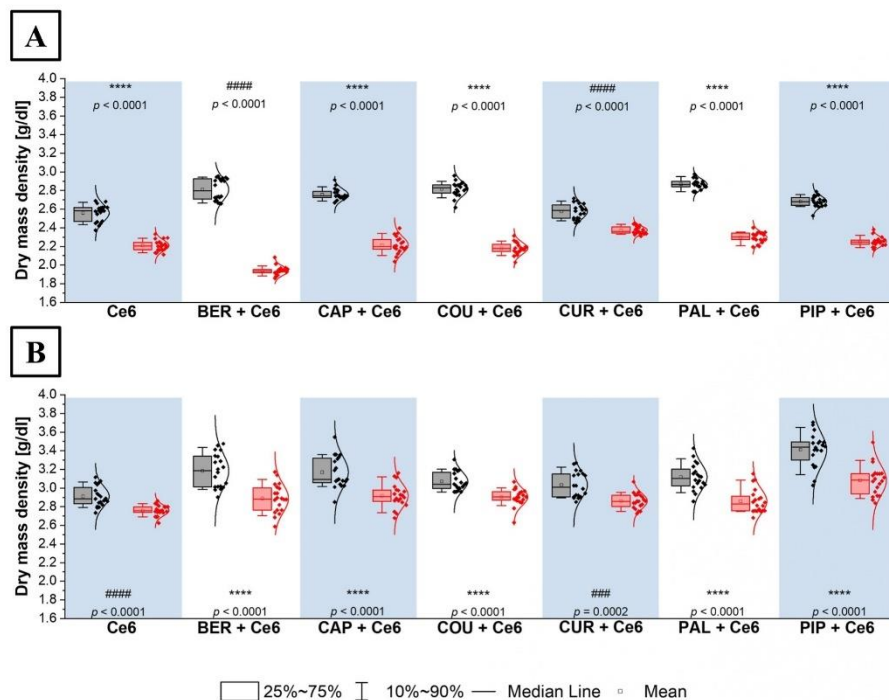 A
Dry mass density [g/dl]
4.0
3.8
3.6
3.4
3.2
3.0
2.8
2.6
2.4
2.2
2.0
1.8
1.6
**** #### **** **** #### **** ****
p < 0.0001 p < 0.0001 p < 0.0001 p < 0.0001 p < 0.0001 p < 0.0001 p < 0.0001
Ce6 BER + Ce6 CAP + Ce6 COU + Ce6 CUR + Ce6 PAL + Ce6 PIP + Ce6
B
Dry mass density [g/dl]
4.0
3.8
3.6
3.4
3.2
3.0
2.8
2.6
2.4
2.2
2.0
1.8
1.6
#### **** **** **** ### **** ****
p < 0.0001 p < 0.0001 p < 0.0001 p < 0.0001 p = 0.0002 p < 0.0001 p < 0.0001
Ce6 BER + Ce6 CAP + Ce6 COU + Ce6 CUR + Ce6 PAL + Ce6 PIP + Ce6
25%~75% 10%~90% Median Line Mean